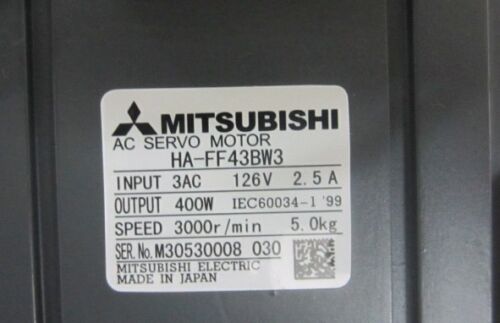 MITSUBISHI
AC SERVO MOTOR
HA-FF43BW3
INPUT 3AC 126V 2.5A
OUTPUT 400W IEC60034-1 '99
SPEED 3000r/min 5.0kg
SER.No.M30530008 030
MITSUBISHI ELECTRIC
MADE IN JAPAN